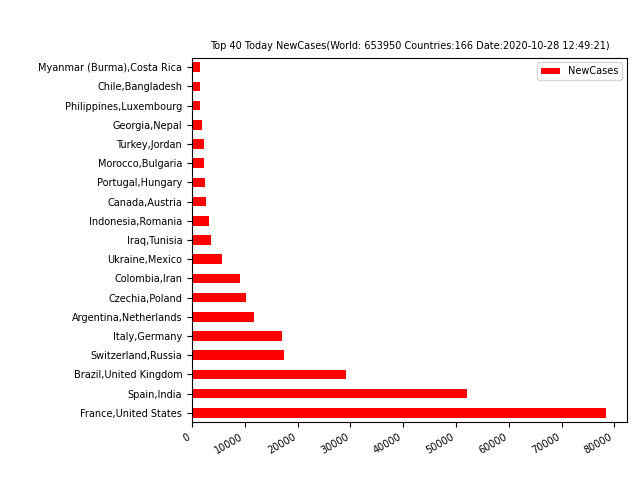 Top 40 Today NewCases(World: 653950 Countries:166 Date:2020-10-28 12:49:21)
NewCases
Myanmar (Burma),Costa Rica
Chile,Bangladesh
Philippines,Luxembourg
Georgia,Nepal
Turkey,Jordan
Morocco,Bulgaria
Portugal,Hungary
Canada,Austria
Indonesia,Romania
Iraq,Tunisia
Ukraine,Mexico
Colombia,Iran
Czechia,Poland
Argentina,Netherlands
Italy,Germany
Switzerland,Russia
Brazil,United Kingdom
Spain,India
France,United States
0 10000 20000 30000 40000 50000 60000 70000 80000